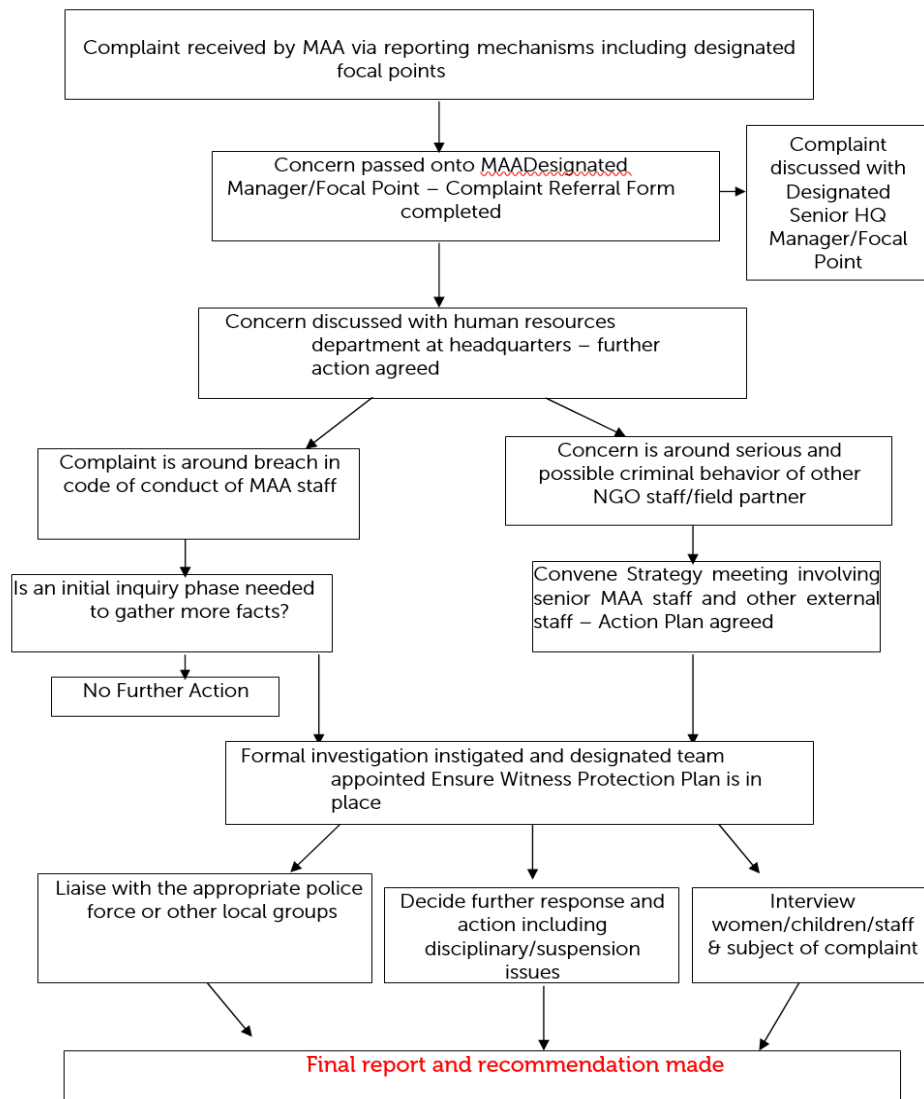 Complaint received by MAA via reporting mechanisms including designated
focal points
Concern passed onto MAADesignated
Manager/Focal Point – Complaint Referral Form
completed
Complaint
discussed with
Designated
Senior HQ
Manager/Focal
Point
Concern discussed with human resources
department at headquarters – further
action agreed
Complaint is around breach in
code of conduct of MAA staff
Concern is around serious and
possible criminal behavior of other
NGO staff/field partner
Is an initial inquiry phase needed
to gather more facts?
Convene Strategy meeting involving
senior MAA staff and other external
staff – Action Plan agreed
No Further Action
Formal investigation instigated and designated team
appointed Ensure Witness Protection Plan is in
place
Liaise with the appropriate police
force or other local groups
Decide further response and
action including
disciplinary/suspension
issues
Interview
women/children/staff
& subject of complaint
Final report and recommendation made